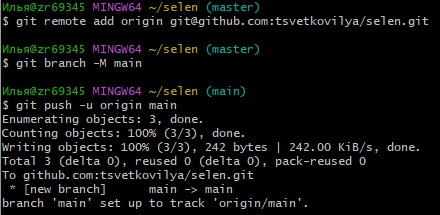 Илья@zr69345 MINGW64 ~/selen (master)
$ git remote add origin git@github.com:tsvetkovilya/selen.git
Илья@zr69345 MINGW64 ~/selen (master)
$ git branch -M main
Илья@zr69345 MINGW64 ~/selen (main)
$ git push -u origin main
Enumerating objects: 3, done.
Counting objects: 100% (3/3), done.
Writing objects: 100% (3/3), 242 bytes | 242.00 KiB/s, done.
Total 3 (delta 0), reused 0 (delta 0), pack-reused 0
To github.com:tsvetkovilya/selen.git
 * [new branch]      main -> main
branch 'main' set up to track 'origin/main'.